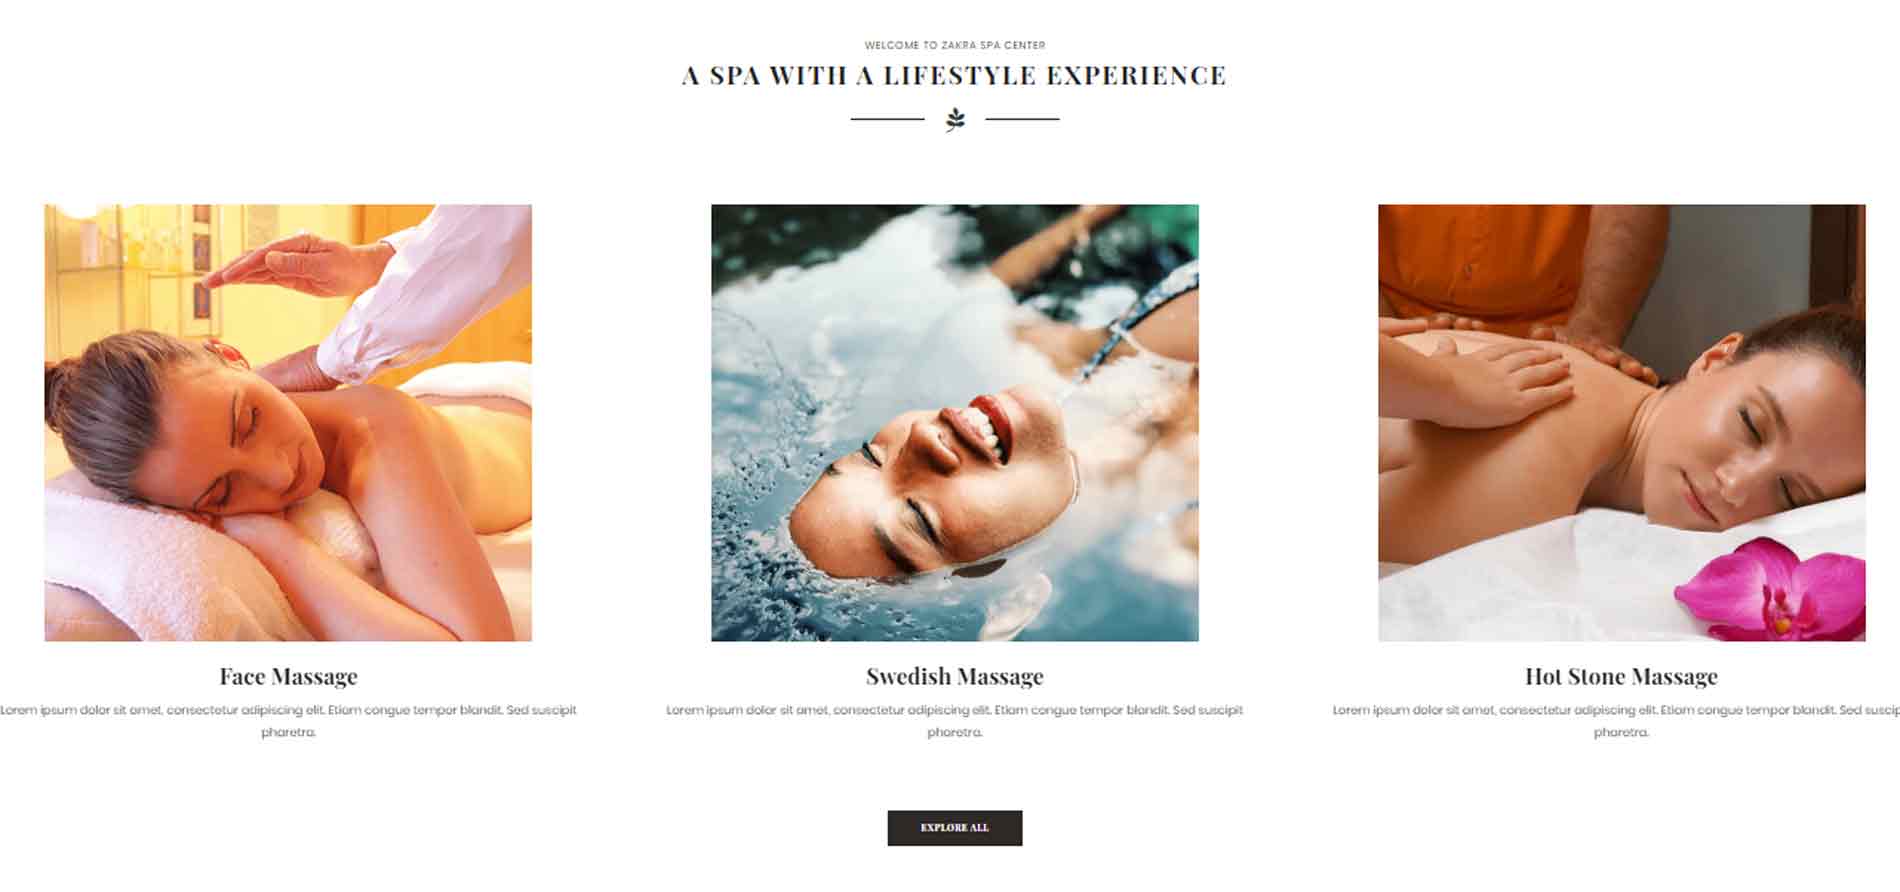 WELCOME TO ZAKRA SPA CENTER
A SPA WITH A LIFESTYLE EXPERIENCE
Face Massage
Lorem ipsum dolor sit amet, consectetur adipiscing elit. Etiam congue tempor blandit. Sed suscipit
pharetra.
Swedish Massage
Lorem ipsum dolor sit amet, consectetur adipiscing elit. Etiam congue tempor blandit. Sed suscipit
pharetra.
Hot Stone Massage
Lorem ipsum dolor sit amet, consectetur adipiscing elit. Etiam congue tempor blandit. Sed suscip
pharetra.
EXPLORE ALL